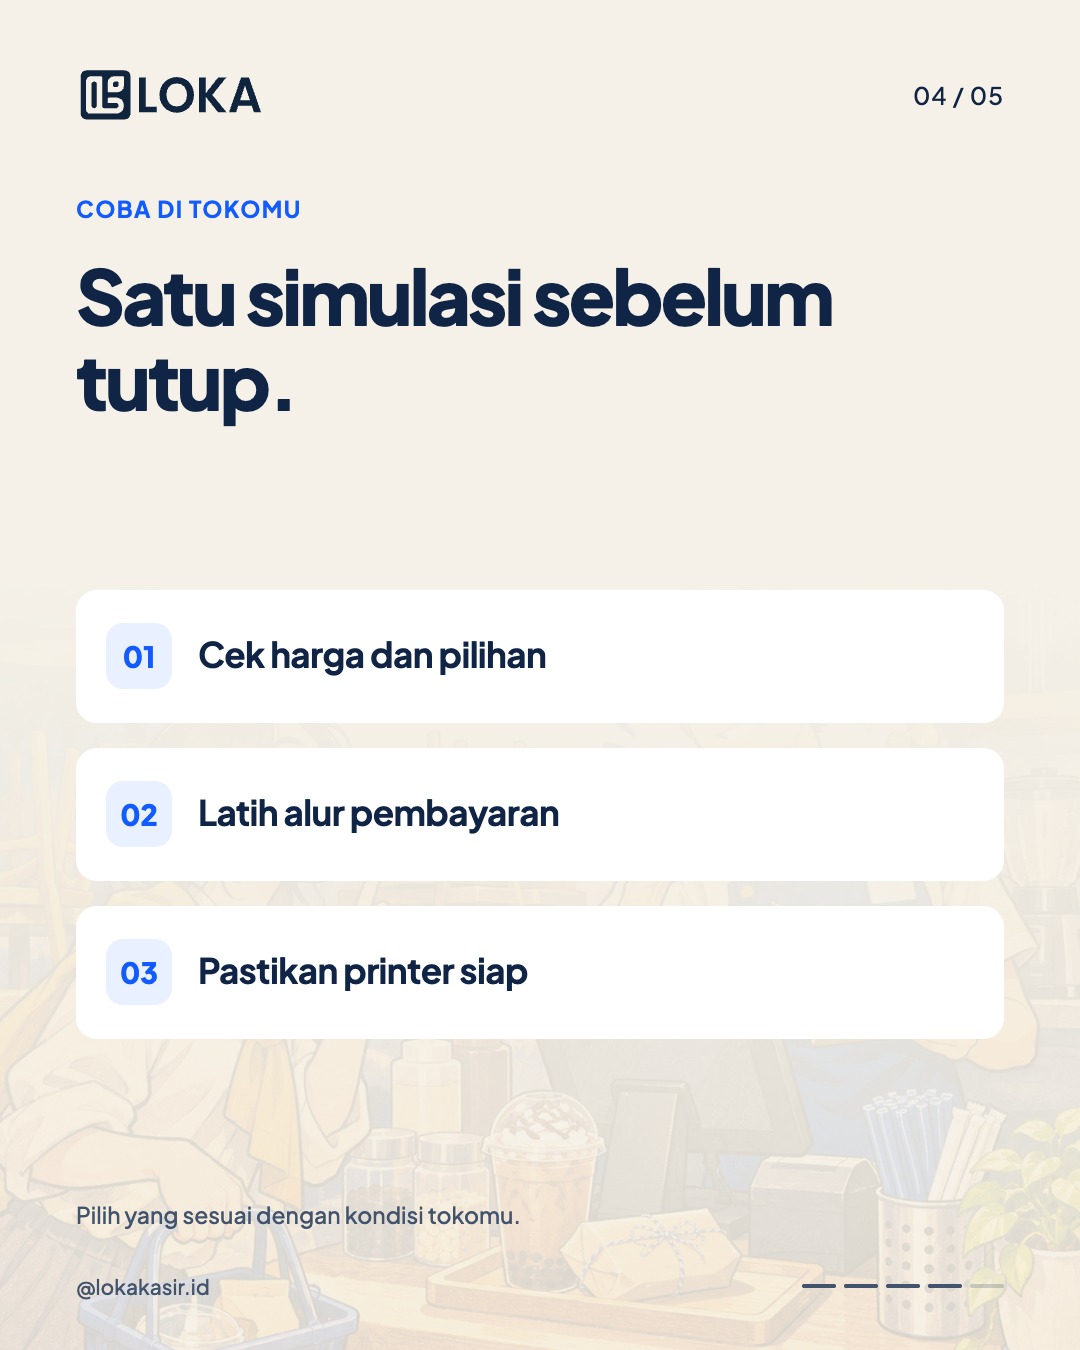 LOKA
04 / 05
COBA DI TOKOMU
Satu simulasi sebelum
tutup.
01 Cek harga dan pilihan
02 Latih alur pembayaran
03 Pastikan printer siap
Pilih yang sesuai dengan kondisi tokomu.
@lokakasir.id